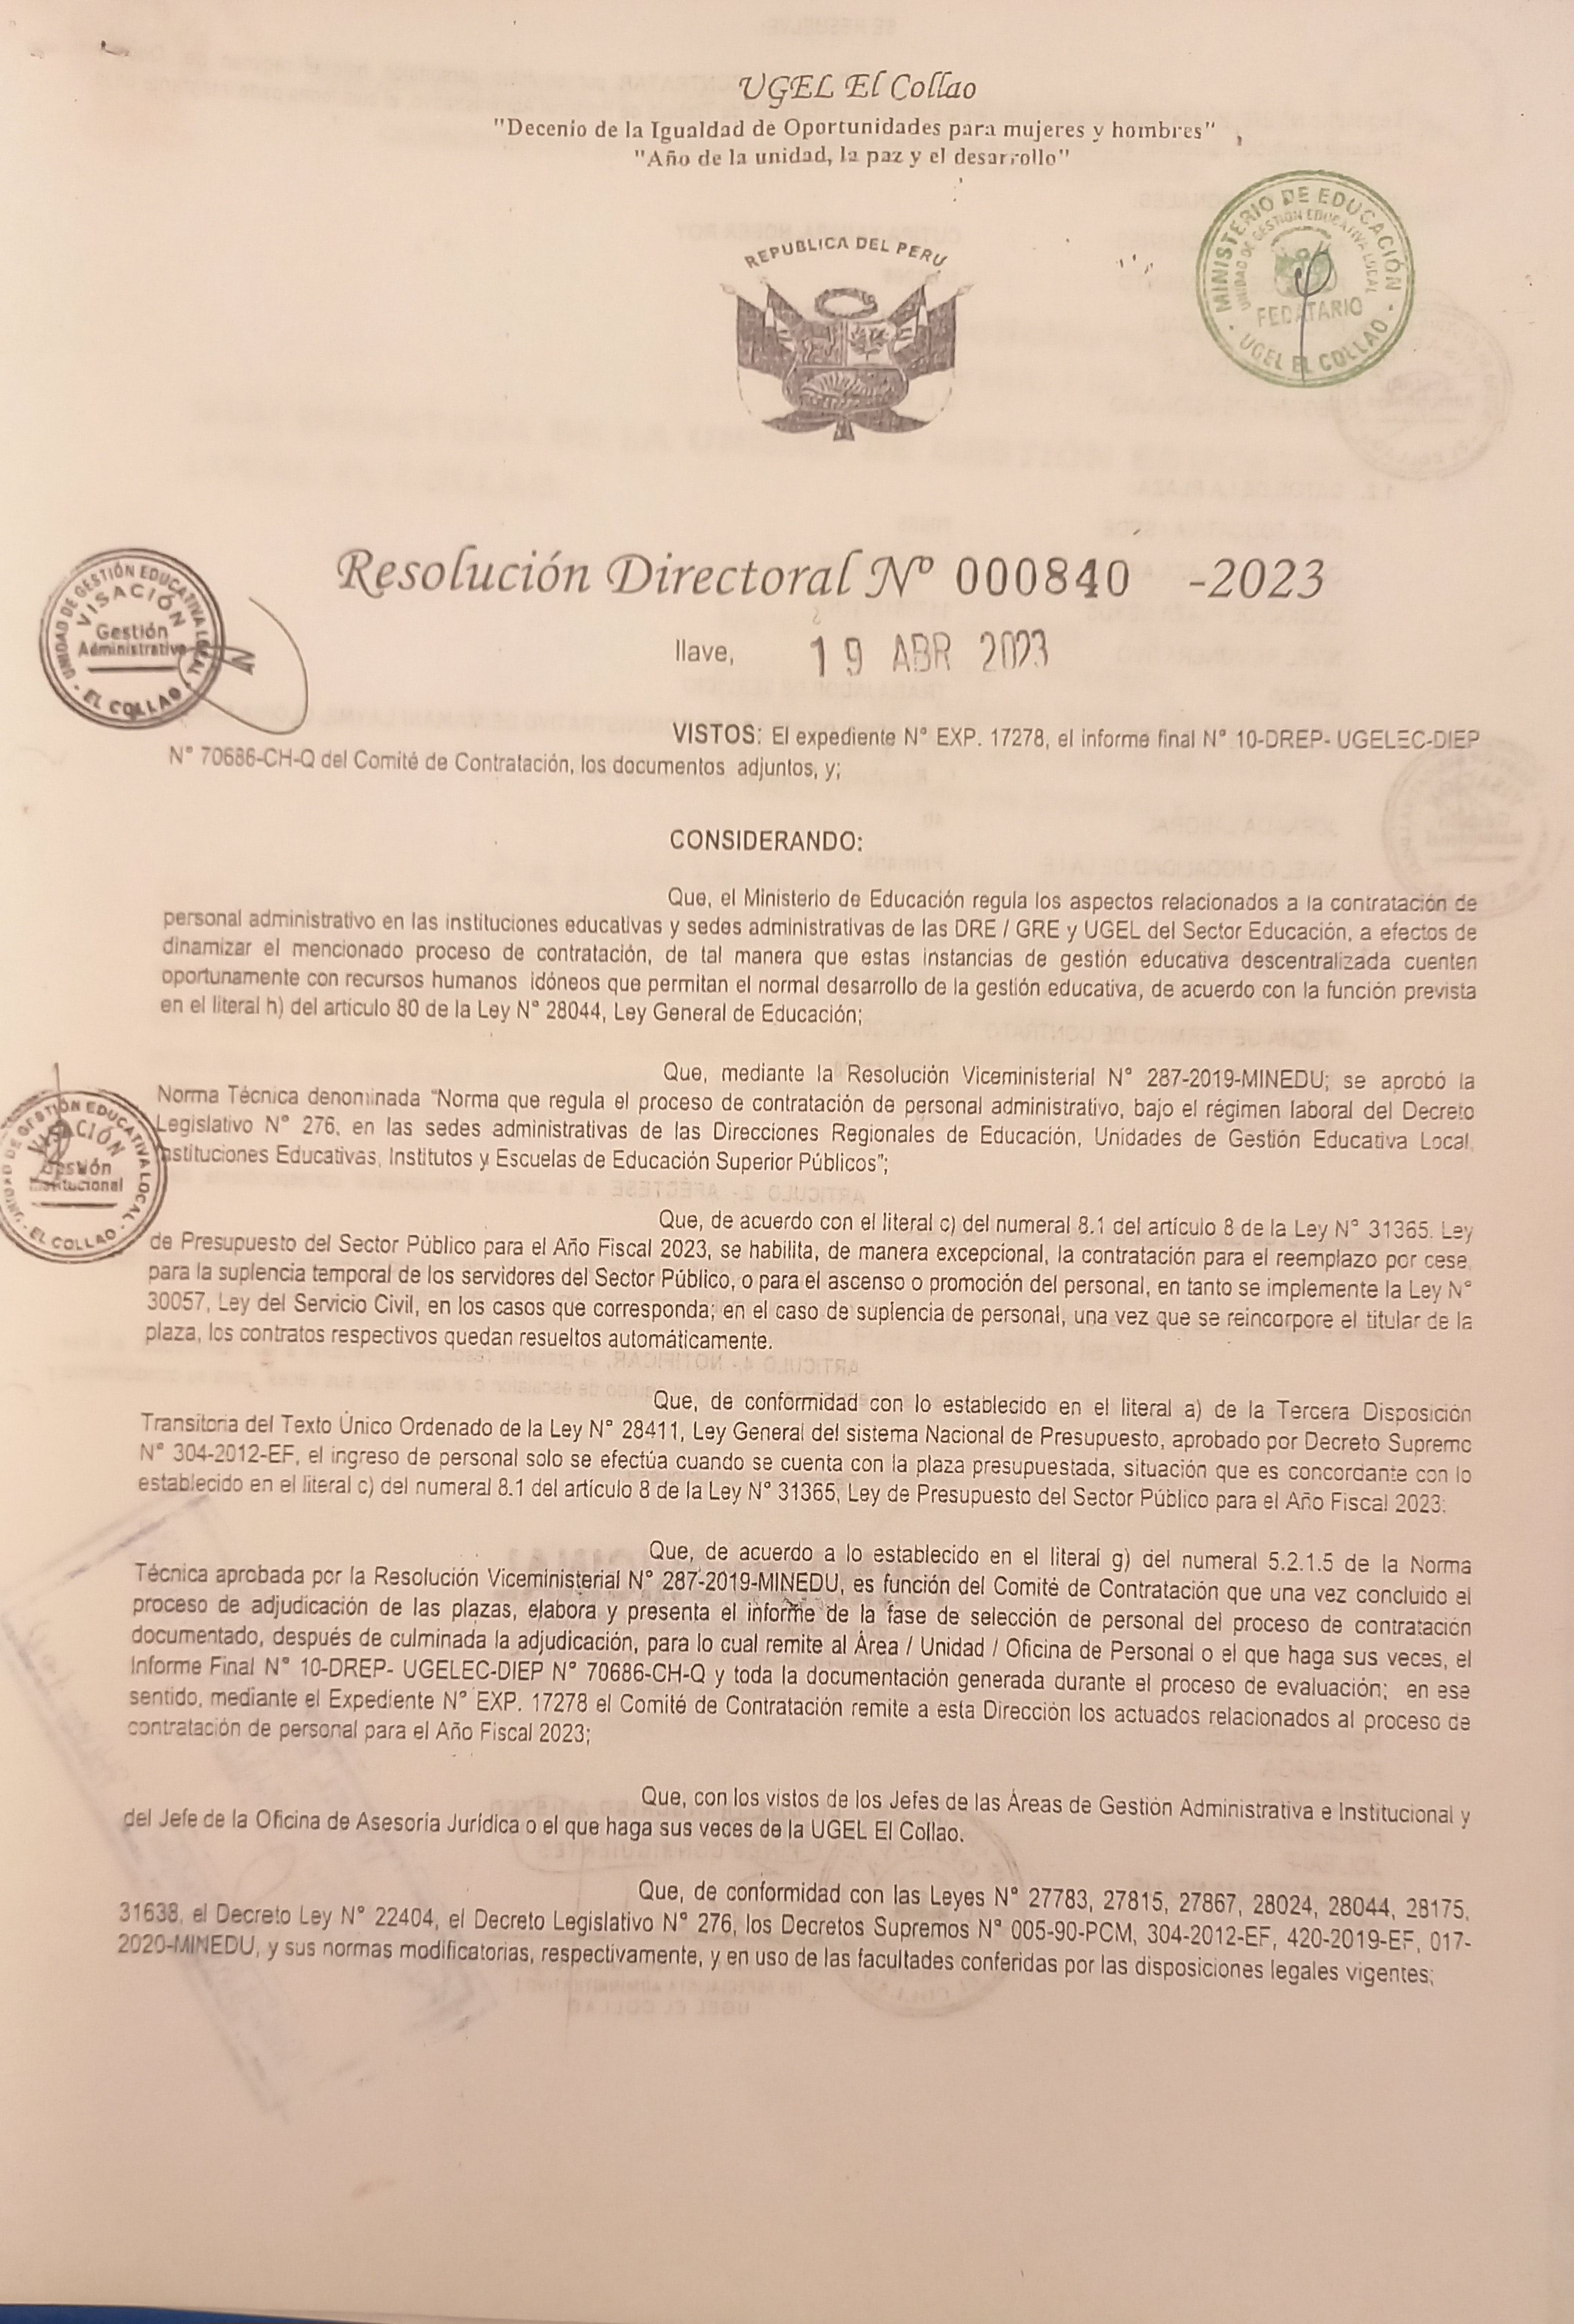 UGEL El Collao
"Decenio de la Igualdad de Oportunidades para mujeres y hombres"
"Año de la unidad, la paz y el desarrollo"
MINISTERIO DE EDUCACIÓN
UNIDAD DE GESTIÓN EDUCATIVA LOCAL
FEDATARIO
UGEL EL COLLAO
REPUBLICA DEL PERU
Resolución Directoral Nº 000840 -2023
UNIDAD DE GESTIÓN EDUCATIVA LOCAL
VISACIÓN
Gestión
Administrativa
EL COLLAO
Ilave, 19 ABR 2023
VISTOS: El expediente N° EXP. 17278, el informe final N° 10-DREP- UGELEC-DIEP
N° 70686-CH-Q del Comité de Contratación, los documentos adjuntos, y;
CONSIDERANDO:
Que, el Ministerio de Educación regula los aspectos relacionados a la contratación de
personal administrativo en las instituciones educativas y sedes administrativas de las DRE / GRE y UGEL del Sector Educación, a efectos de
dinamizar el mencionado proceso de contratación, de tal manera que estas instancias de gestión educativa descentralizada cuenten
oportunamente con recursos humanos idóneos que permitan el normal desarrollo de la gestión educativa, de acuerdo con la función prevista
en el literal h) del artículo 80 de la Ley N° 28044, Ley General de Educación;
Que, mediante la Resolución Viceministerial N° 287-2019-MINEDU; se aprobó la
Norma Técnica denominada "Norma que regula el proceso de contratación de personal administrativo, bajo el régimen laboral del Decreto
Legislativo N° 276, en las sedes administrativas de las Direcciones Regionales de Educación, Unidades de Gestión Educativa Local,
Instituciones Educativas, Institutos y Escuelas de Educación Superior Públicos";
UNIDAD DE GESTIÓN EDUCATIVA LOCAL
VISACIÓN
Gestión
Institucional
EL COLLAO
Que, de acuerdo con el literal c) del numeral 8.1 del artículo 8 de la Ley N° 31365. Ley
de Presupuesto del Sector Público para el Año Fiscal 2023, se habilita, de manera excepcional, la contratación para el reemplazo por cese,
para la suplencia temporal de los servidores del Sector Público, o para el ascenso o promoción del personal, en tanto se implemente la Ley N°
30057, Ley del Servicio Civil, en los casos que corresponda; en el caso de suplencia de personal, una vez que se reincorpore el titular de la
plaza, los contratos respectivos quedan resueltos automáticamente.
Que, de conformidad con lo establecido en el literal a) de la Tercera Disposición
Transitoria del Texto Único Ordenado de la Ley N° 28411, Ley General del sistema Nacional de Presupuesto, aprobado por Decreto Supremo
N° 304-2012-EF, el ingreso de personal solo se efectúa cuando se cuenta con la plaza presupuestada, situación que es concordante con lo
establecido en el literal c) del numeral 8.1 del artículo 8 de la Ley N° 31365, Ley de Presupuesto del Sector Público para el Año Fiscal 2023:
Que, de acuerdo a lo establecido en el literal g) del numeral 5.2.1.5 de la Norma
Técnica aprobada por la Resolución Viceministerial N° 287-2019-MINEDU, es función del Comité de Contratación que una vez concluido el
proceso de adjudicación de las plazas, elabora y presenta el informe de la fase de selección de personal del proceso de contratación
documentado, después de culminada la adjudicación, para lo cual remite al Área / Unidad / Oficina de Personal o el que haga sus veces, el
Informe Final N° 10-DREP- UGELEC-DIEP N° 70686-CH-Q y toda la documentación generada durante el proceso de evaluación; en ese
sentido, mediante el Expediente N° EXP. 17278 el Comité de Contratación remite a esta Dirección los actuados relacionados al proceso de
contratación de personal para el Año Fiscal 2023;
Que, con los vistos de los Jefes de las Áreas de Gestión Administrativa e Institucional y
del Jefe de la Oficina de Asesoría Jurídica o el que haga sus veces de la UGEL El Collao.
Que, de conformidad con las Leyes N° 27783, 27815, 27867, 28024, 28044, 28175,
31638, el Decreto Ley N° 22404, el Decreto Legislativo N° 276, los Decretos Supremos N° 005-90-PCM, 304-2012-EF, 420-2019-EF, 017-
2020-MINEDU, y sus normas modificatorias, respectivamente, y en uso de las facultades conferidas por las disposiciones legales vigentes;